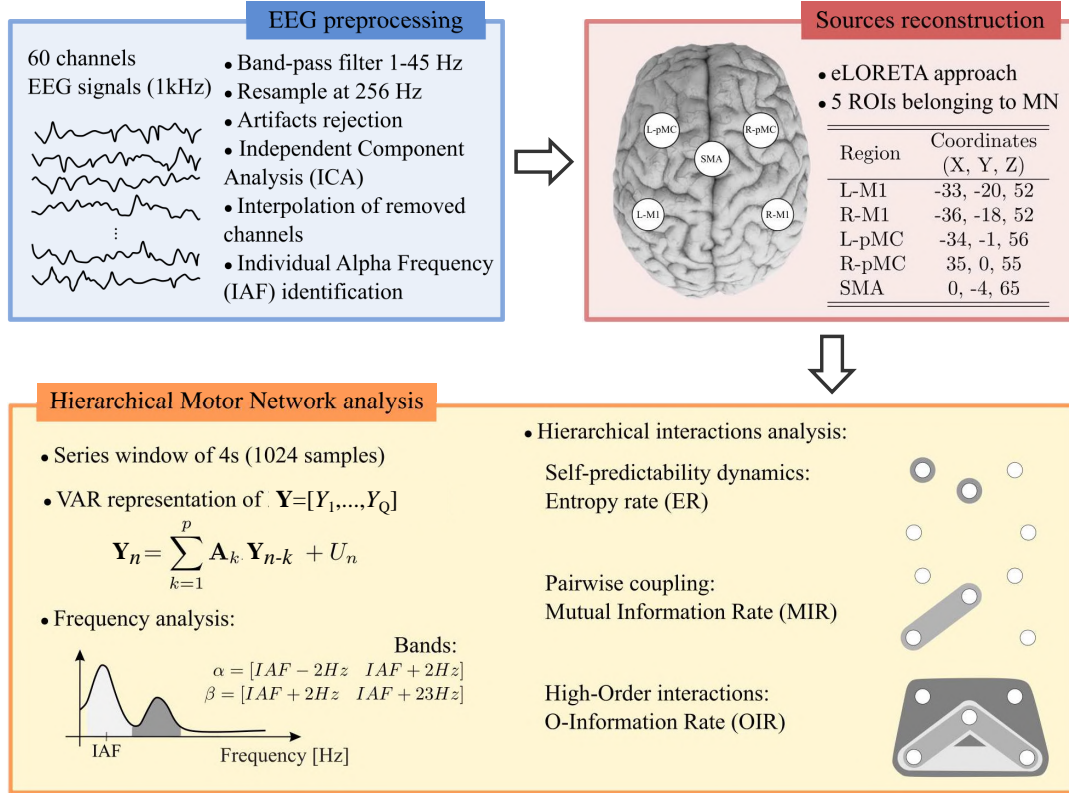 EEG preprocessing
60 channels
EEG signals (1kHz)
• Band-pass filter 1-45 Hz
• Resample at 256 Hz
• Artifacts rejection
• Independent Component
Analysis (ICA)
• Interpolation of removed
channels
• Individual Alpha Frequency
(IAF) identification
...
Sources reconstruction
L-pMC
R-pMC
SMA
L-M1
R-M1
• eLORETA approach
• 5 ROIs belonging to MN
Region Coordinates
(X, Y, Z)
L-M1 -33, -20, 52
R-M1 -36, -18, 52
L-pMC -34, -1, 56
R-pMC 35, 0, 55
SMA 0, -4, 65
Hierarchical Motor Network analysis
• Series window of 4s (1024 samples)
• VAR representation of Y=[Y₁,...,Y_Q]
Y_n = ∑_{k=1}^{p} A_k Y_{n-k} + U_n
• Frequency analysis:
Bands:
α = [IAF − 2Hz IAF + 2Hz]
β = [IAF + 2Hz IAF + 23Hz]
IAF
Frequency [Hz]
• Hierarchical interactions analysis:
Self-predictability dynamics:
Entropy rate (ER)
Pairwise coupling:
Mutual Information Rate (MIR)
High-Order interactions:
O-Information Rate (OIR)